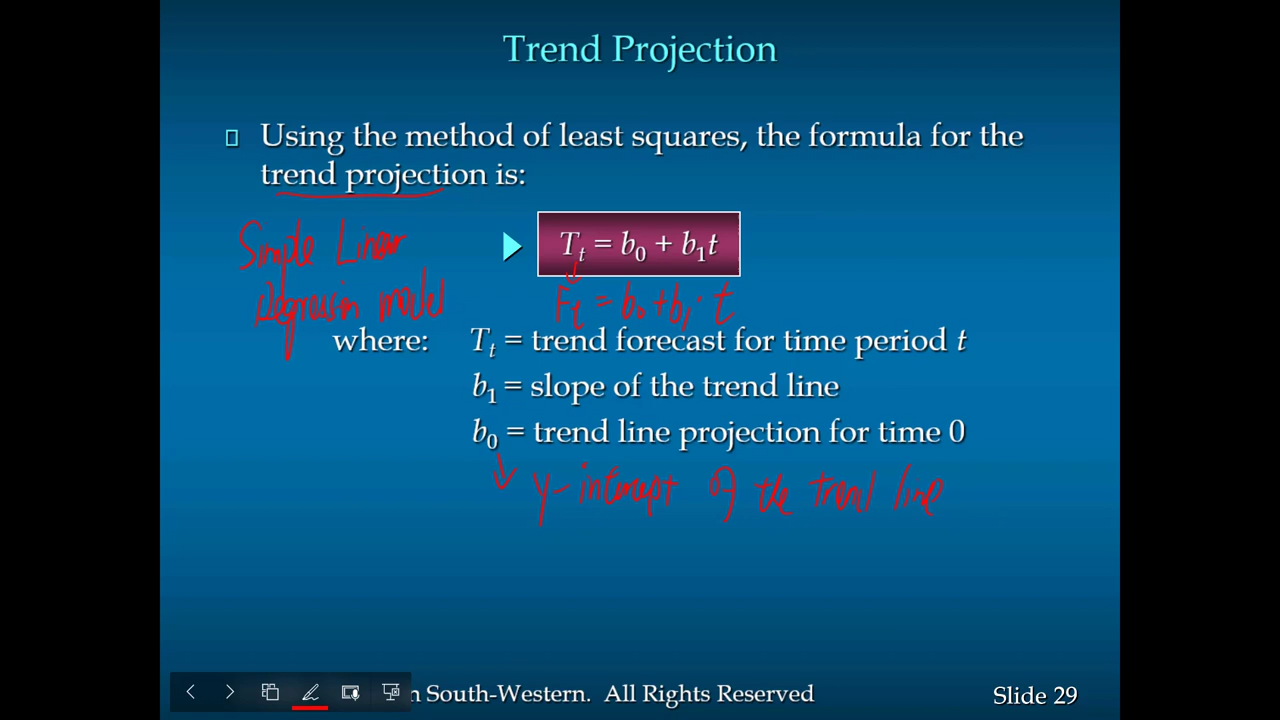 Trend Projection
Using the method of least squares, the formula for the
trend projection is:
Simple Linear
Regression model
Tt = b0 + b1t
Ft = b0 + b1 · t
where: Tt = trend forecast for time period t
b1 = slope of the trend line
b0 = trend line projection for time 0
Y-intercept of the trend line
South-Western. All Rights Reserved
Slide 29